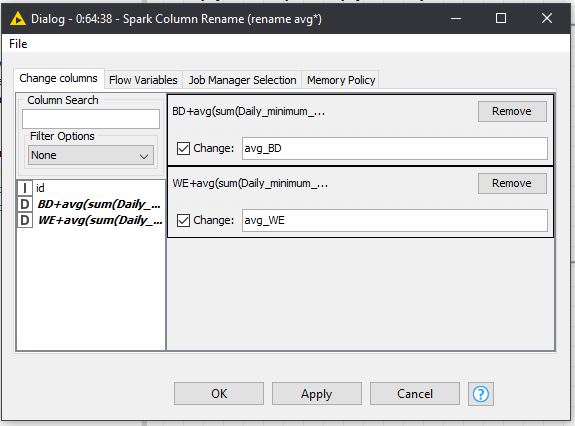 Dialog - 0:64:38 - Spark Column Rename (rename avg*)
File
Change columns Flow Variables Job Manager Selection Memory Policy
Column Search
Filter Options
None
I id
D BD+avg(sum(Daily_...
D WE+avg(sum(Daily_...
BD+avg(sum(Daily_minimum_... Remove
Change: avg_BD
WE+avg(sum(Daily_minimum_... Remove
Change: avg_WE
OK Apply Cancel ?